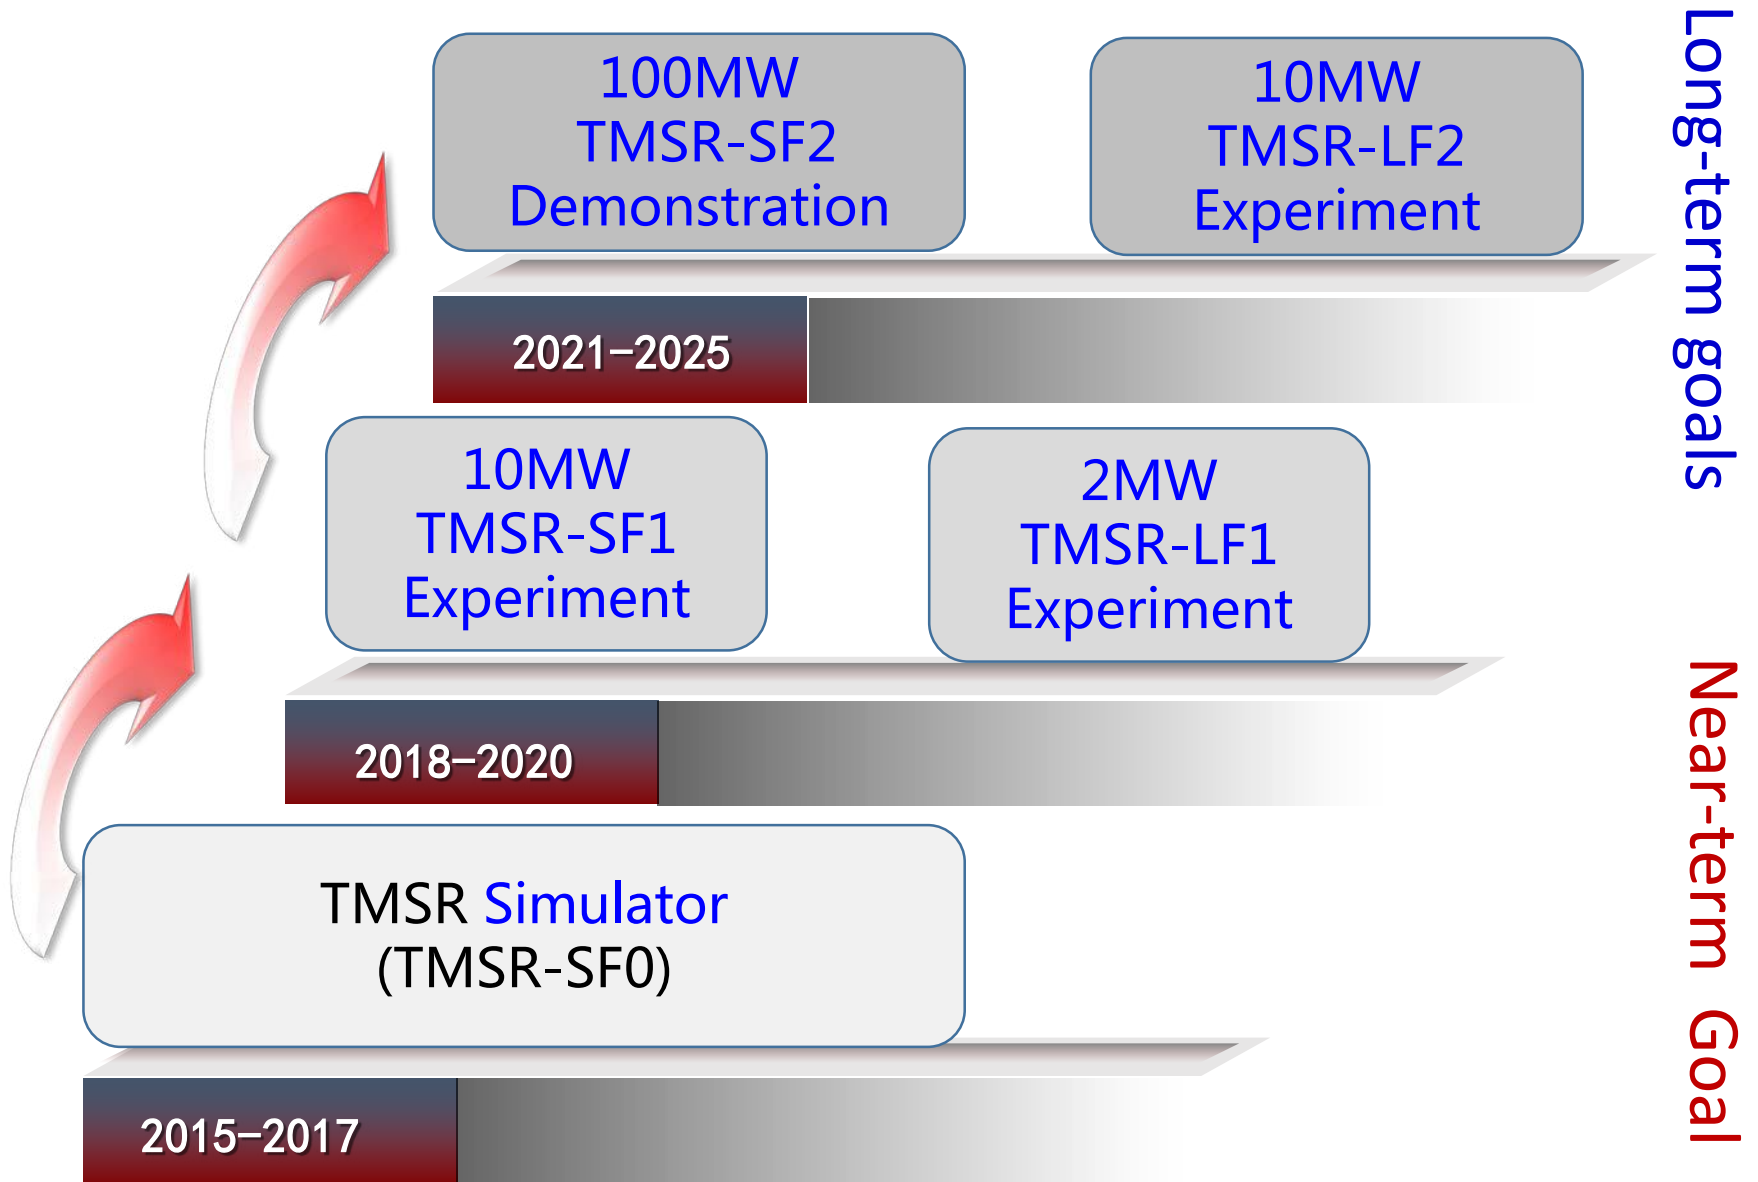 100MW
TMSR-SF2
Demonstration
10MW
TMSR-LF2
Experiment
2021-2025
10MW
TMSR-SF1
Experiment
2MW
TMSR-LF1
Experiment
2018-2020
TMSR Simulator
(TMSR-SF0)
2015-2017
Long-term goals
Near-term Goal